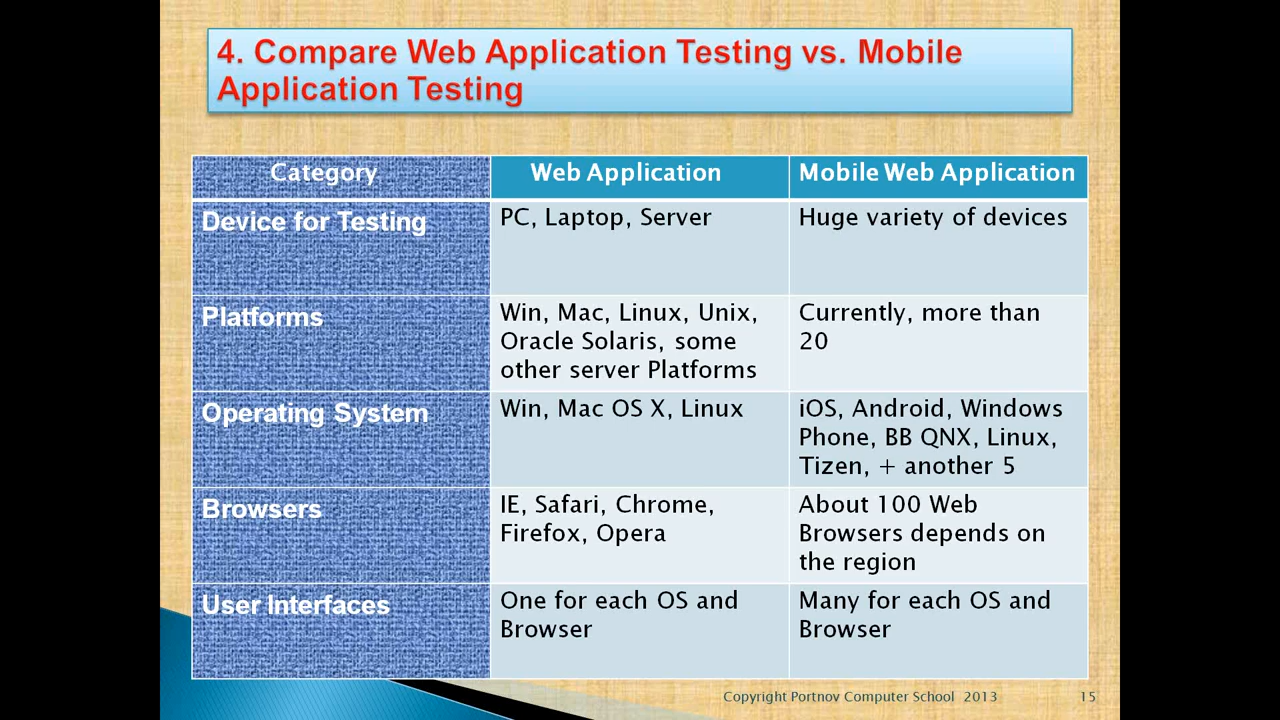 4. Compare Web Application Testing vs. Mobile
Application Testing
Category
Web Application
Mobile Web Application
Device for Testing
PC, Laptop, Server
Huge variety of devices
Platforms
Win, Mac, Linux, Unix,
Oracle Solaris, some
other server Platforms
Currently, more than
20
Operating System
Win, Mac OS X, Linux
iOS, Android, Windows
Phone, BB QNX, Linux,
Tizen, + another 5
Browsers
IE, Safari, Chrome,
Firefox, Opera
About 100 Web
Browsers depends on
the region
User Interfaces
One for each OS and
Browser
Many for each OS and
Browser
Copyright Portnov Computer School 2013
15